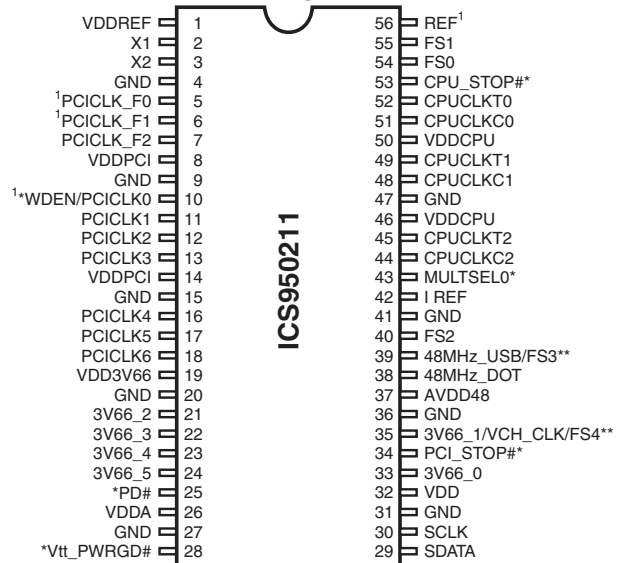 VDDREF 1 56 REF¹
X1 2 55 FS1
X2 3 54 FS0
GND 4 53 CPU_STOP#*
¹PCICLK_F0 5 52 CPUCLKT0
¹PCICLK_F1 6 51 CPUCLKC0
PCICLK_F2 7 50 VDDCPU
VDDPCI 8 49 CPUCLKT1
GND 9 48 CPUCLKC1
¹*WDEN/PCICLK0 10 47 GND
PCICLK1 11 46 VDDCPU
PCICLK2 12 45 CPUCLKT2
PCICLK3 13 44 CPUCLKC2
VDDPCI 14 43 MULTSEL0*
GND 15 42 I REF
PCICLK4 16 41 GND
PCICLK5 17 40 FS2
PCICLK6 18 39 48MHz_USB/FS3**
VDD3V66 19 38 48MHz_DOT
GND 20 37 AVDD48
3V66_2 21 36 GND
3V66_3 22 35 3V66_1/VCH_CLK/FS4**
3V66_4 23 34 PCI_STOP#*
3V66_5 24 33 3V66_0
*PD# 25 32 VDD
VDDA 26 31 GND
GND 27 30 SCLK
*Vtt_PWRGD# 28 29 SDATA
ICS950211